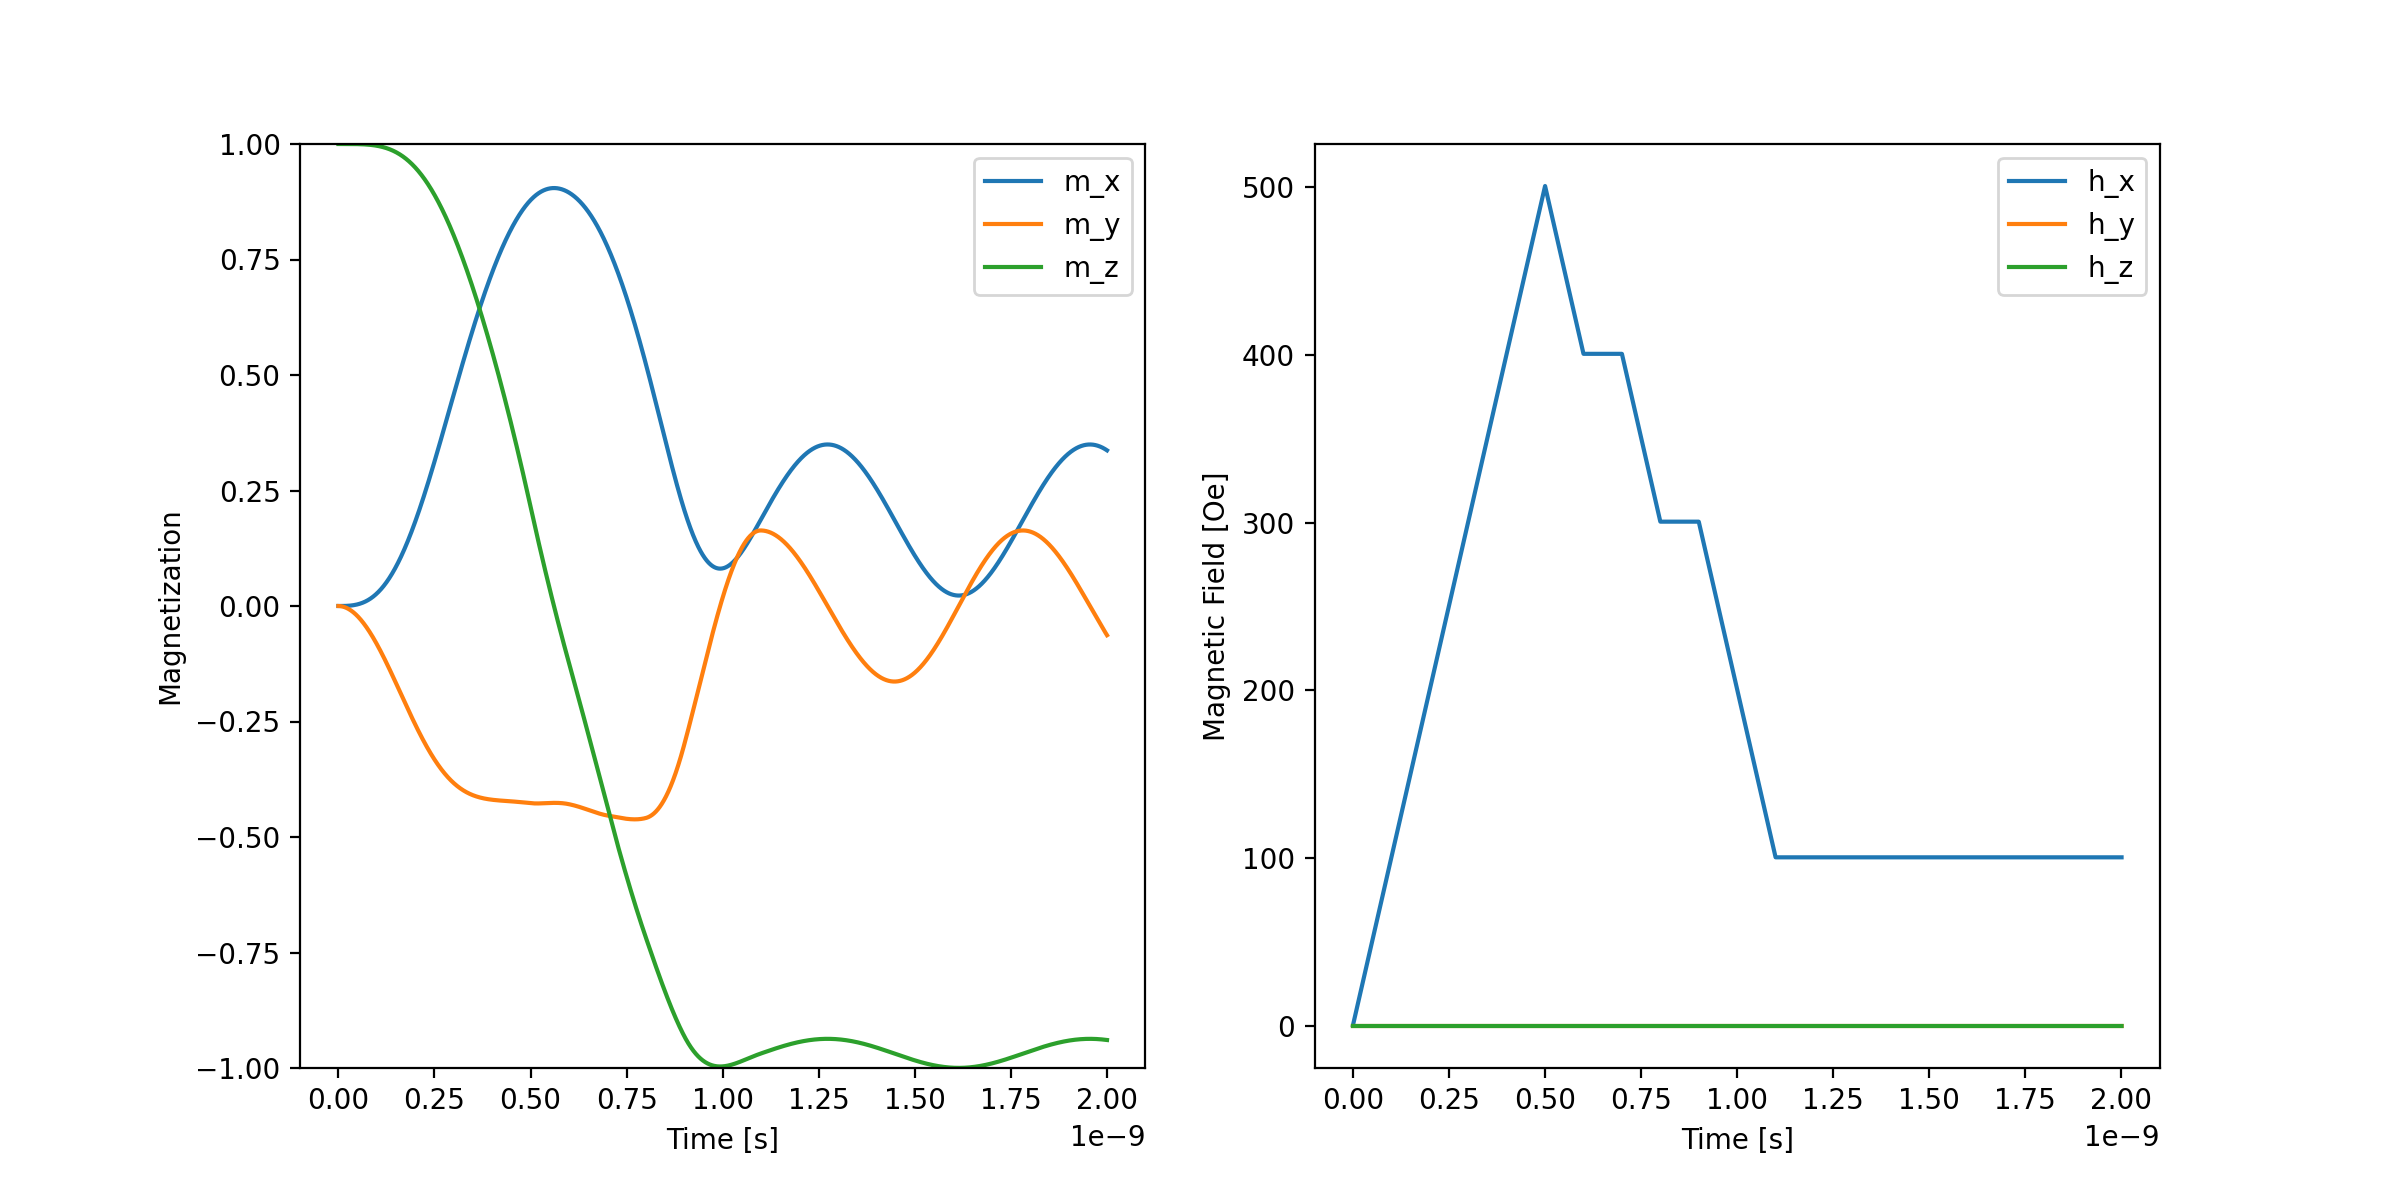 1.00
0.75
0.50
0.25
0.00
−0.25
−0.50
−0.75
−1.00
Magnetization
m_x
m_y
m_z
0.00 0.25 0.50 0.75 1.00 1.25 1.50 1.75 2.00
Time [s]
1e−9
500
400
300
200
100
0
Magnetic Field [Oe]
h_x
h_y
h_z
0.00 0.25 0.50 0.75 1.00 1.25 1.50 1.75 2.00
Time [s]
1e−9